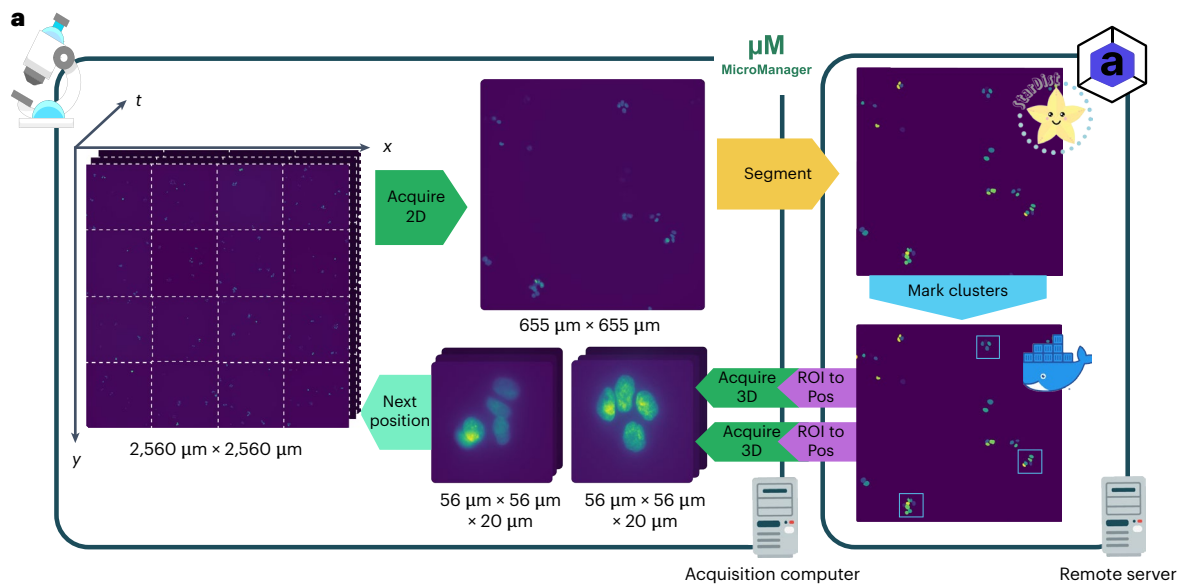 a
t
x
y
2,560 µm × 2,560 µm
Acquire
2D
655 µm × 655 µm
µM
MicroManager
Segment
StarDist
a
Mark clusters
ROI to
Pos
Acquire
3D
ROI to
Pos
Acquire
3D
56 µm × 56 µm
× 20 µm
56 µm × 56 µm
× 20 µm
Next
position
Acquisition computer
Remote server